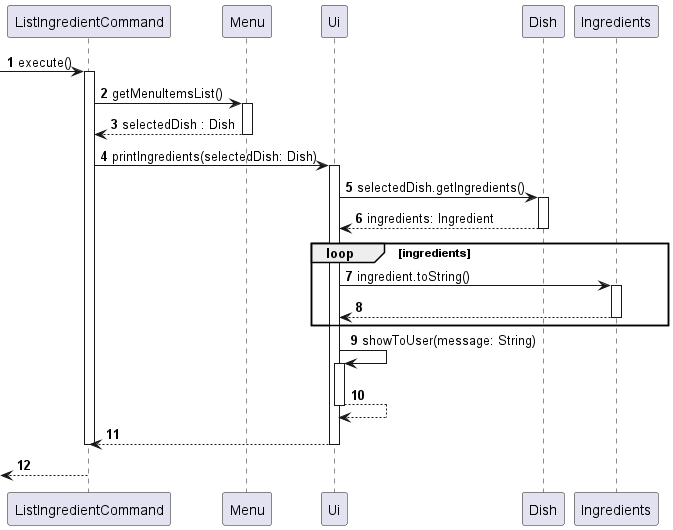 ListIngredientCommand Menu Ui Dish Ingredients
1 execute()
2 getMenuItemsList()
3 selectedDish : Dish
4 printIngredients(selectedDish: Dish)
5 selectedDish.getIngredients()
6 ingredients: Ingredient
loop [ingredients]
7 ingredient.toString()
8
9 showToUser(message: String)
10
11
12
ListIngredientCommand Menu Ui Dish Ingredients